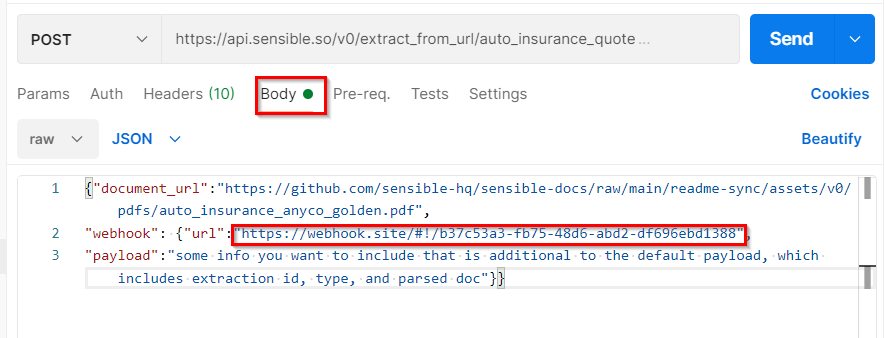 POST https://api.sensible.so/v0/extract_from_url/auto_insurance_quote ... Send
Params Auth Headers (10) Body Pre-req. Tests Settings Cookies
raw JSON Beautify
1 {"document_url":"https://github.com/sensible-hq/sensible-docs/raw/main/readme-sync/assets/v0/
pdfs/auto_insurance_anyco_golden.pdf",
2 "webhook": {"url":"https://webhook.site/#!/b37c53a3-fb75-48d6-abd2-df696ebd1388",
3 "payload":"some info you want to include that is additional to the default payload, which
includes extraction id, type, and parsed doc"}}